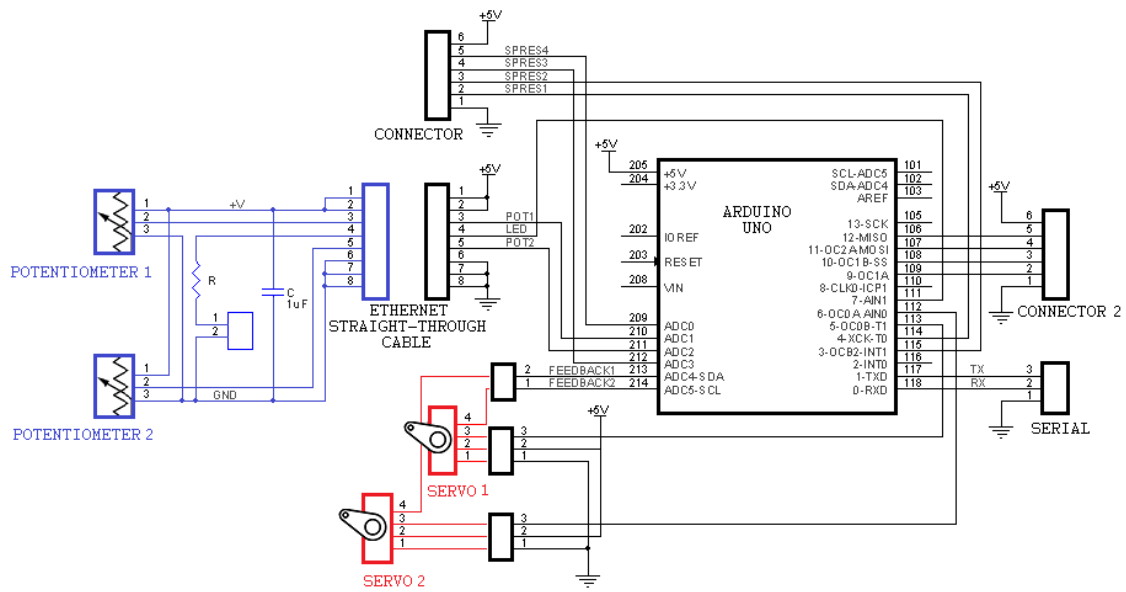 +5V
6
5 SPRES4
4 SPRES3
3 SPRES2
2 SPRES1
1
CONNECTOR
+5V
1
2
3 POT1
4 LED
5 POT2
6
7
8
1
2
3
4
5
6
7
8
ETHERNET
STRAIGHT-THROUGH
CABLE
+V
1
2
3
POTENTIOMETER 1
R
C
1uF
1
2
1
2
3
GND
POTENTIOMETER 2
+5V
ARDUINO
UNO
205 +5V
204 +3.3V
202 IOREF
203 RESET
208 VIN
209 ADC0
210 ADC1
211 ADC2
212 ADC3
213 ADC4-SDA
214 ADC5-SCL
SCL-ADC5 101
SDA-ADC4 102
AREF 103
13-SCK 105
12-MISO 106
11-OC2A-MOSI 107
10-OC1B-SS 108
9-OC1A 109
8-CLK0-ICP1 110
7-AIN1 111
6-OC0A-AIN0 112
5-OC0B-T1 113
4-XCK-T0 114
3-OCB2-INT1 115
2-INT0 116
1-TXD 117
0-RXD 118
+5V
6
5
4
3
2
1
CONNECTOR 2
TX 3
RX 2
1
SERIAL
2 FEEDBACK1
1 FEEDBACK2
+5V
4
3
2
1
3
2
1
SERVO 1
4
3
2
1
3
2
1
SERVO 2